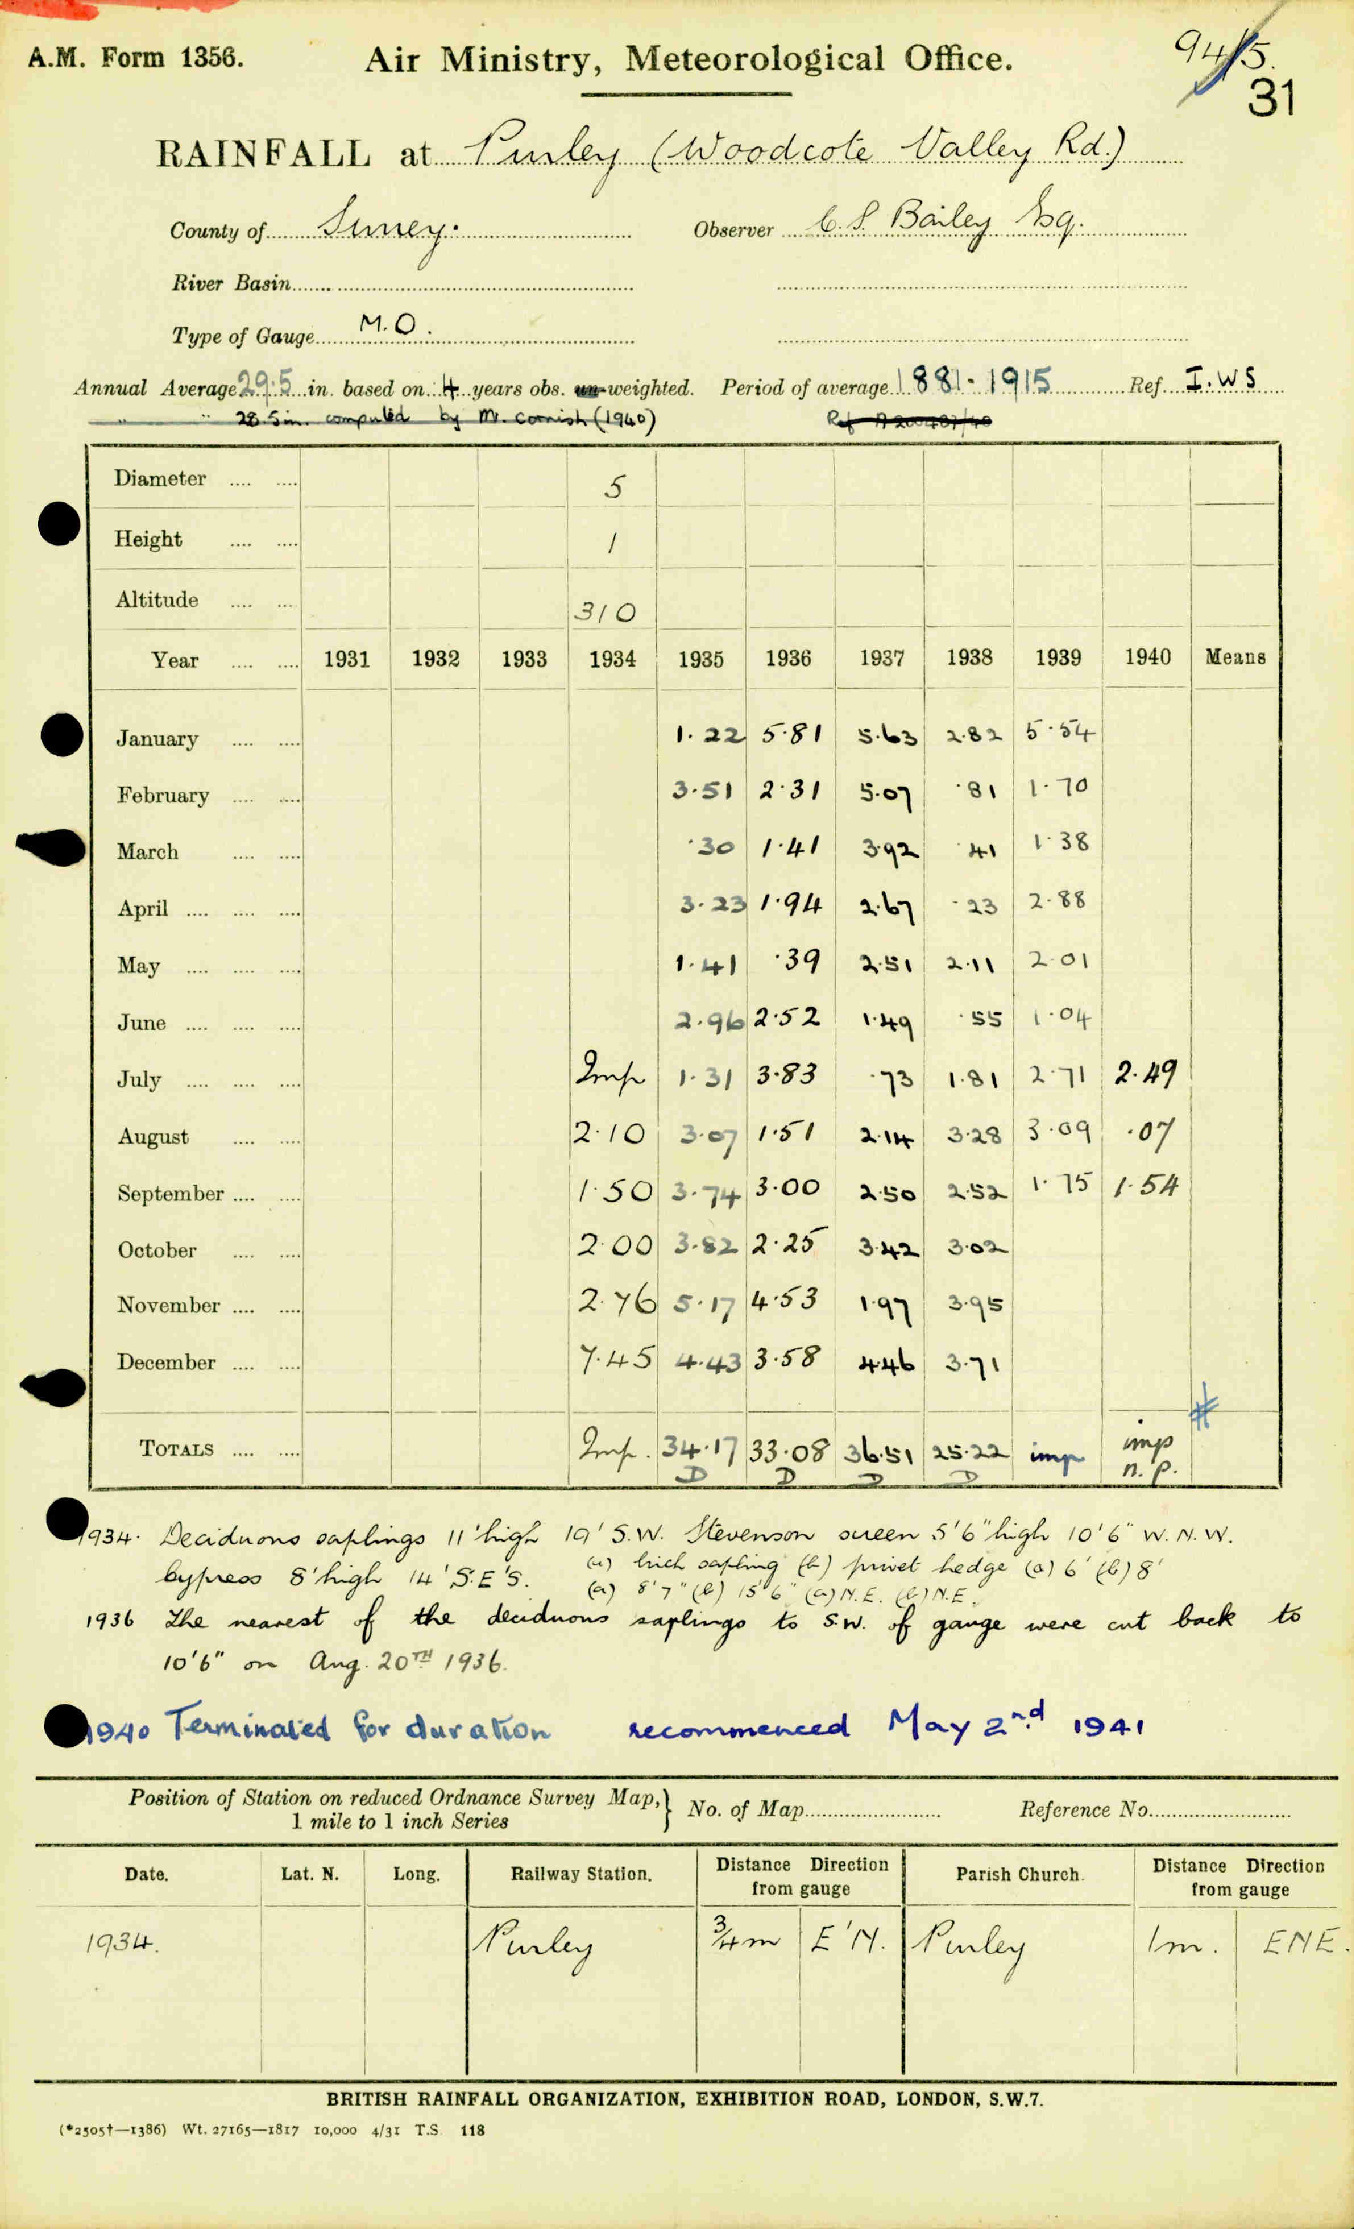 A.M. Form 1356. Air Ministry, Meteorological Office. 94/5.
31
RAINFALL at Purley (Woodcote Valley Rd.)
County of Surrey. Observer C. S. Bailey Esq.
River Basin
Type of Gauge M.O.
Annual Average 29.5 in. based on 4 years obs. un-weighted. Period of average 1881-1915 Ref. I.W S
" " 28.5in. computed by Mr. Cornish (1940) Ref
Diameter 5
Height 1
Altitude 310
Year 1931 1932 1933 1934 1935 1936 1937 1938 1939 1940 Means
January 1.22 5.81 5.63 2.82 5.54
February 3.51 2.31 5.07 .81 1.70
March .30 1.41 3.92 .41 1.38
April 3.23 1.94 2.67 .23 2.88
May 1.41 .39 2.51 2.11 2.01
June 2.96 2.52 1.49 .55 1.04
July Imp 1.31 3.83 .73 1.81 2.71 2.49
August 2.10 3.07 1.51 2.14 3.28 3.09 .07
September 1.50 3.74 3.00 2.50 2.52 1.75 1.54
October 2.00 3.82 2.25 3.42 3.02
November 2.76 5.17 4.53 1.97 3.95
December 7.45 4.43 3.58 4.46 3.71
#
TOTALS Imp. 34.17 33.08 36.51 25.22 imp imp
D D D D n. p.
1934. Deciduous saplings 11' high 19' S.W. Stevenson screen 5'6" high 10'6" W.N.W.
Cypress 8' high 14' S.E'S. (a) sapling (b) privet hedge (a) 6' (b) 8'
(a) 8'7" (b) 15'6" (a) N.E. (b) N.E.
1936 The nearest of the deciduous saplings to S.W. of gauge were cut back to
10'6" on Aug. 20TH 1936.
1940 Terminated for duration recommenced May 2nd 1941
Position of Station on reduced Ordnance Survey Map, } No. of Map Reference No.
1 mile to 1 inch Series
Date. Lat. N. Long. Railway Station. Distance Direction from gauge Parish Church. Distance Direction from gauge
1934. Purley 3/4m E'N. Purley 1m. ENE.
BRITISH RAINFALL ORGANIZATION, EXHIBITION ROAD, LONDON, S.W.7.
(*2505†—1386) Wt. 27165—1817 10,000 4/31 T.S. 118